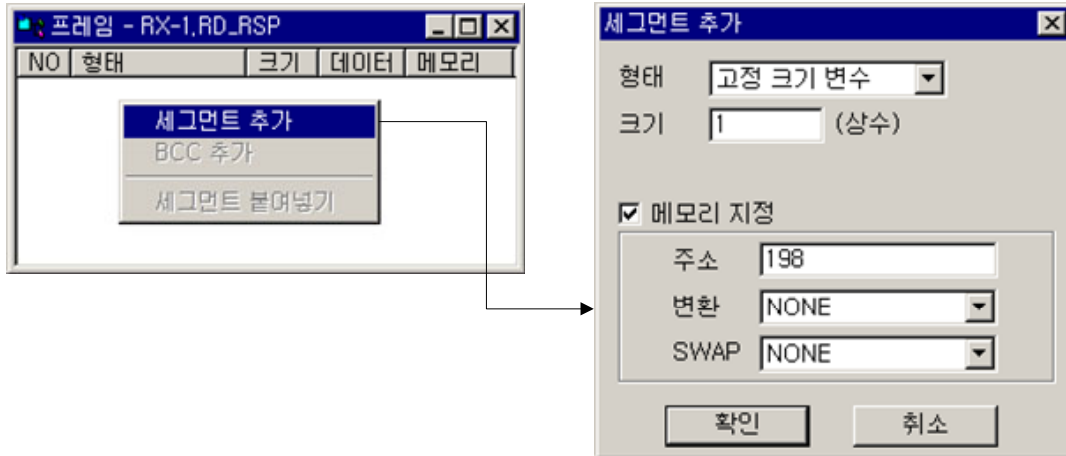 프레임 - RX-1,RD_RSP
NO 형태 크기 데이터 메모리
세그먼트 추가
BCC 추가
세그먼트 붙여넣기
세그먼트 추가
형태 고정 크기 변수
크기 1 (상수)
메모리 지정
주소 198
변환 NONE
SWAP NONE
확인 취소